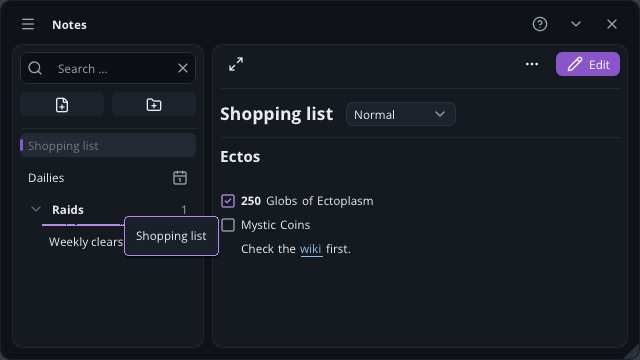 Notes
Search ...
Edit
Shopping list
Normal
Shopping list
Dailies
Ectos
Raids 1
250 Globs of Ectoplasm
Mystic Coins
Shopping list
Weekly clears
Check the wiki first.